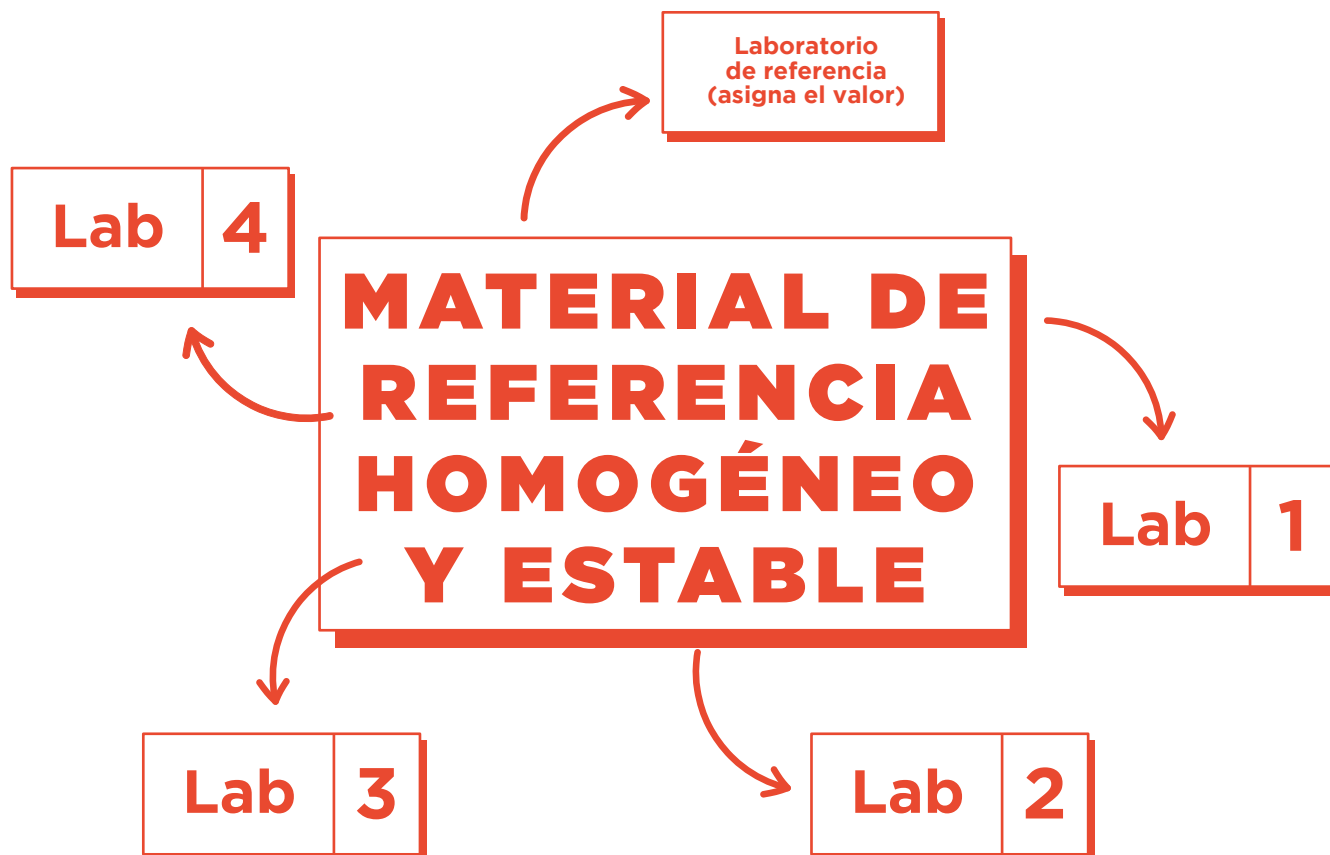 Laboratorio
de referencia
(asigna el valor)
Lab 4
MATERIAL DE
REFERENCIA
HOMOGÉNEO
Y ESTABLE
Lab 1
Lab 3
Lab 2